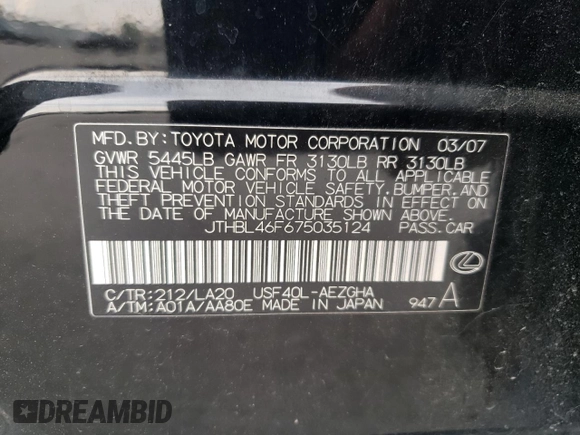 MFD. BY: TOYOTA MOTOR CORPORATION 03/07
GVWR 5445LB GAWR FR 3130LB RR 3130LB
THIS VEHICLE CONFORMS TO ALL APPLICABLE
FEDERAL MOTOR VEHICLE SAFETY, BUMPER, AND
THEFT PREVENTION STANDARDS IN EFFECT ON
THE DATE OF MANUFACTURE SHOWN ABOVE.
JTHBL46F675035124 PASS. CAR
C/TR: 212/LA20 USF40L-AEZGHA
A/TM: A01A/AA80E MADE IN JAPAN 947 A
DREAMBID